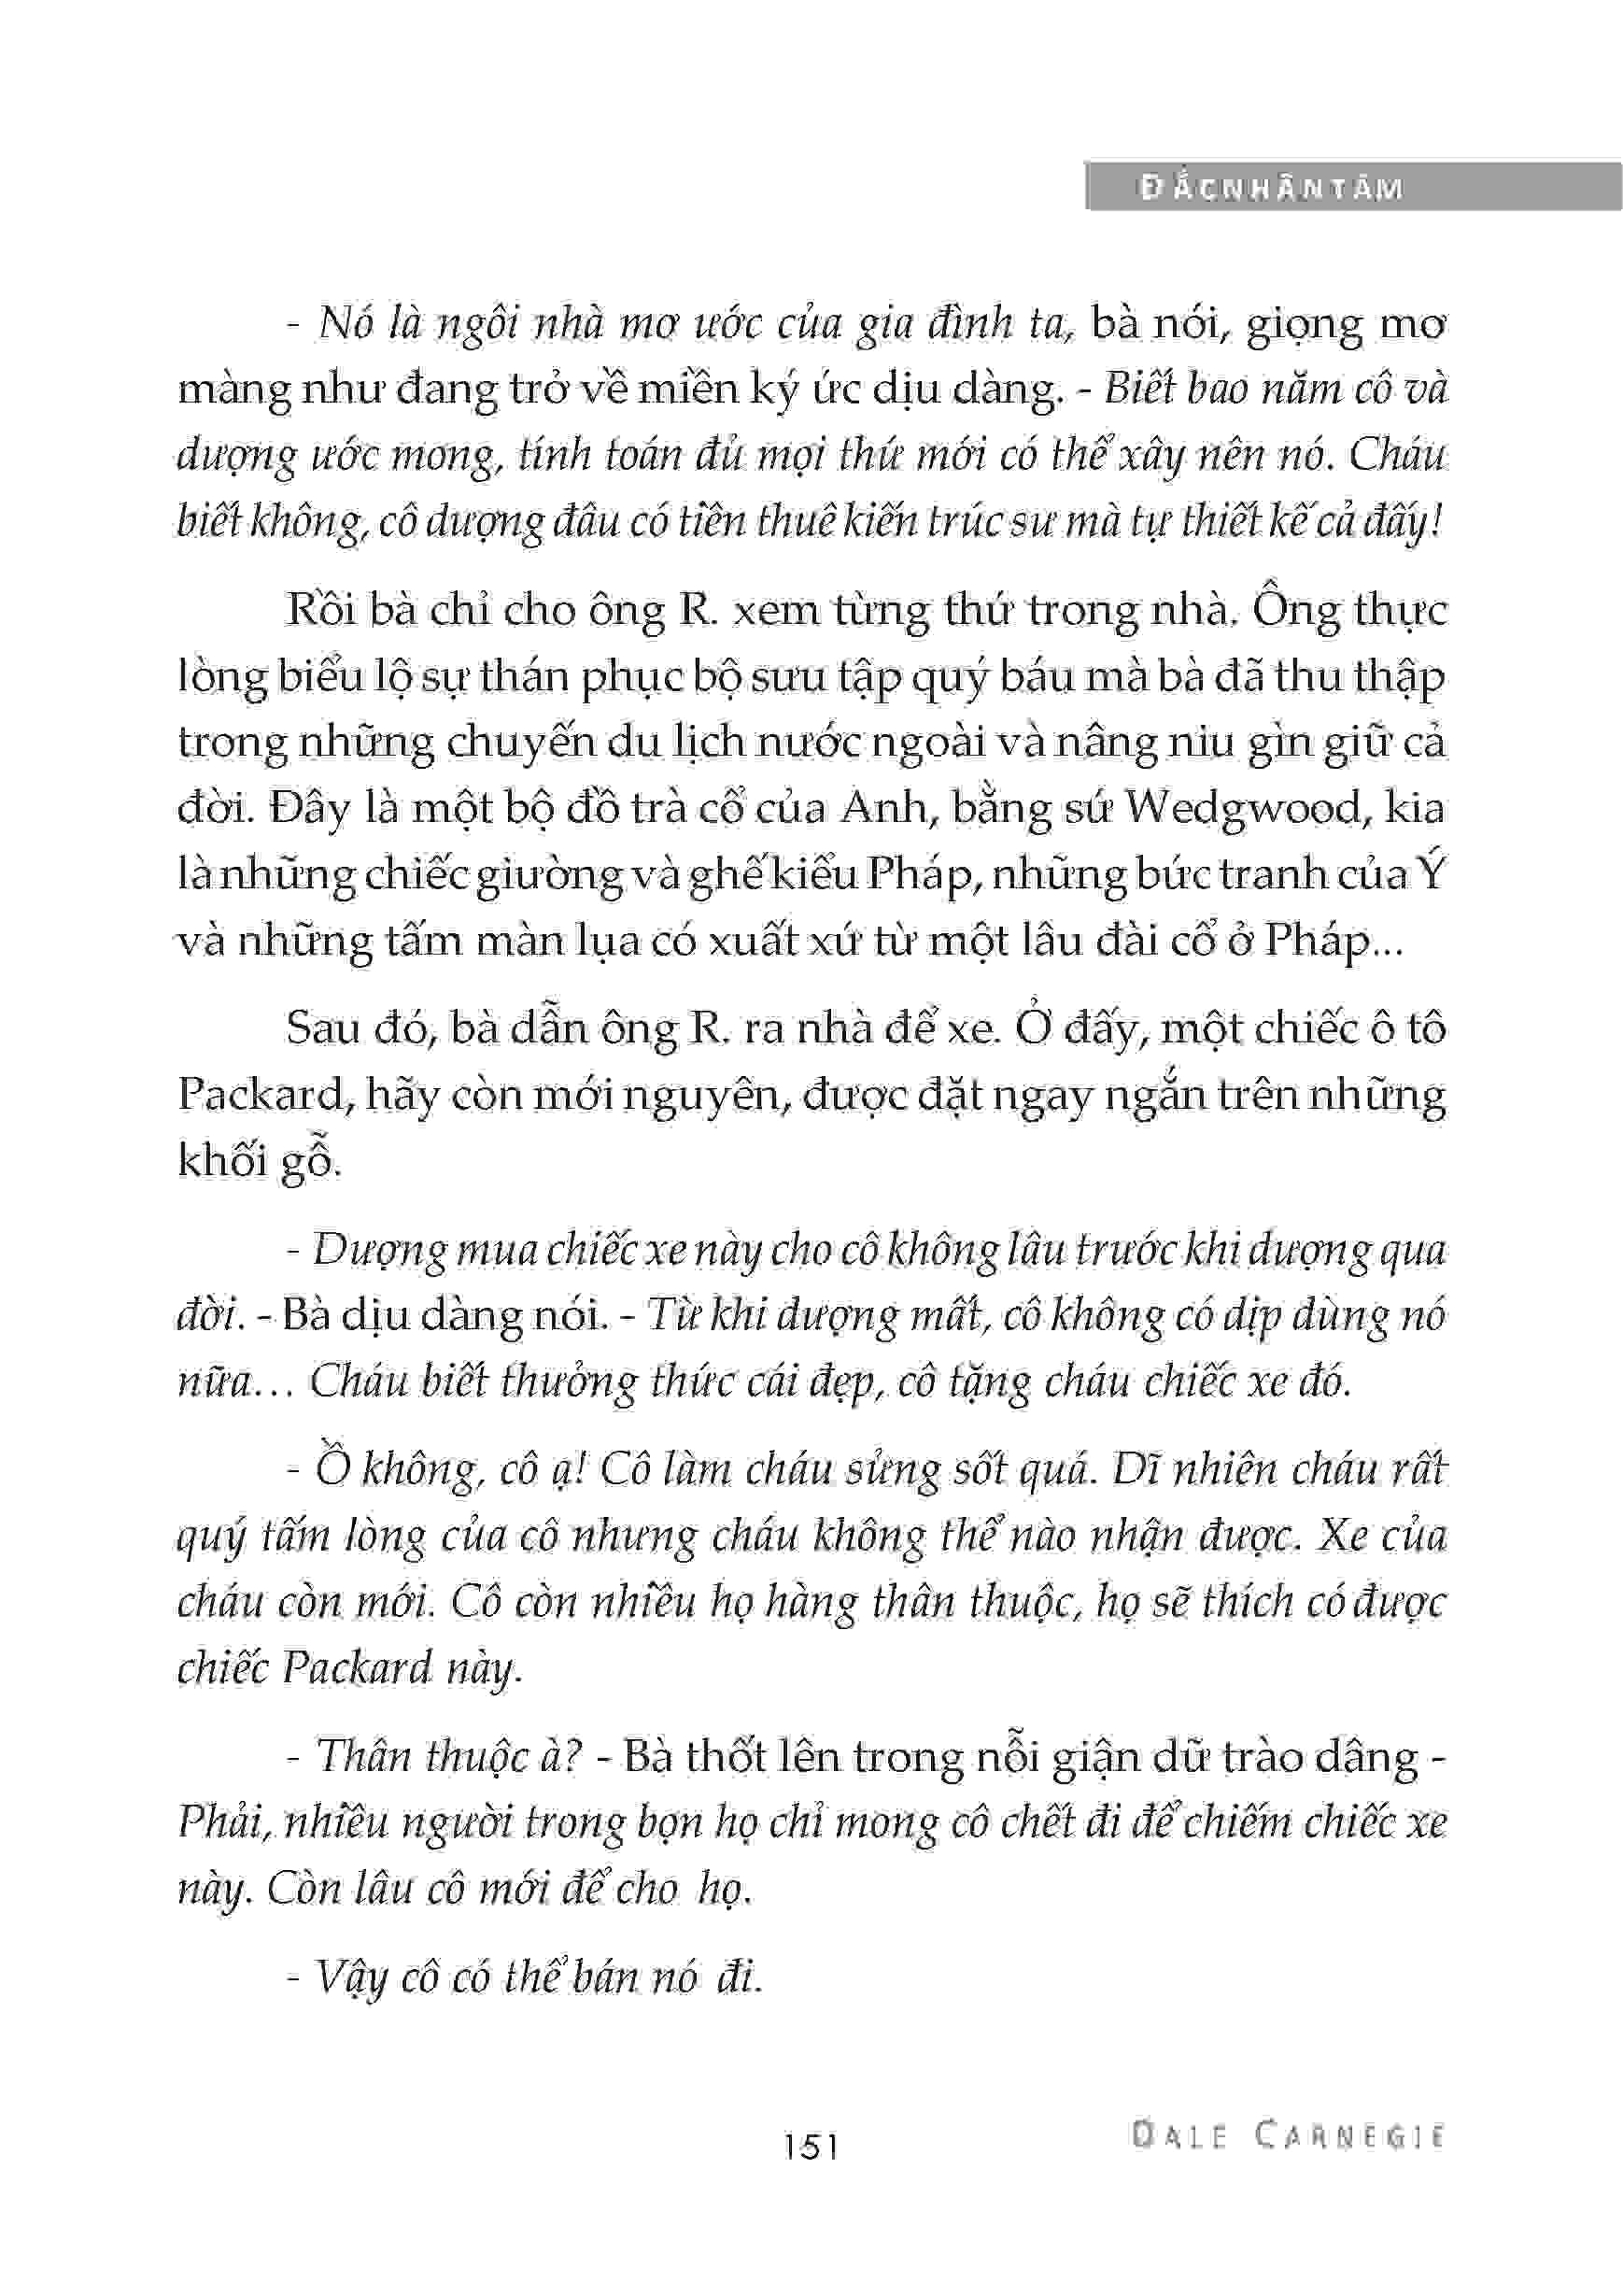 ĐẮCNHÂNTÂM
- Nó là ngôi nhà mơ ước của gia đình ta, bà nói, giọng mơ
màng như đang trở về miền ký ức dịu dàng. - Biết bao năm cô và
dượng ước mong, tính toán đủ mọi thứ mới có thể xây nên nó. Cháu
biết không, cô dượng đâu có tiền thuê kiến trúc sư mà tự thiết kế cả đấy!
Rồi bà chỉ cho ông R. xem từng thứ trong nhà. Ông thực
lòng biểu lộ sự thán phục bộ sưu tập quý báu mà bà đã thu thập
trong những chuyến du lịch nước ngoài và nâng niu gìn giữ cả
đời. Đây là một bộ đồ trà cổ của Anh, bằng sứ Wedgwood, kia
là những chiếc giường và ghế kiểu Pháp, những bức tranh của Ý
và những tấm màn lụa có xuất xứ từ một lâu đài cổ ở Pháp...
Sau đó, bà dẫn ông R. ra nhà để xe. Ở đấy, một chiếc ô tô
Packard, hãy còn mới nguyên, được đặt ngay ngắn trên những
khối gỗ.
- Dượng mua chiếc xe này cho cô không lâu trước khi dượng qua
đời. - Bà dịu dàng nói. - Từ khi dượng mất, cô không có dịp dùng nó
nữa… Cháu biết thưởng thức cái đẹp, cô tặng cháu chiếc xe đó.
- Ồ không, cô ạ! Cô làm cháu sửng sốt quá. Dĩ nhiên cháu rất
quý tấm lòng của cô nhưng cháu không thể nào nhận được. Xe của
cháu còn mới. Cô còn nhiều họ hàng thân thuộc, họ sẽ thích có được
chiếc Packard này.
- Thân thuộc à? - Bà thốt lên trong nỗi giận dữ trào dâng -
Phải, nhiều người trong bọn họ chỉ mong cô chết đi để chiếm chiếc xe
này. Còn lâu cô mới để cho họ.
- Vậy cô có thể bán nó đi.
151
DALE CARNEGIE